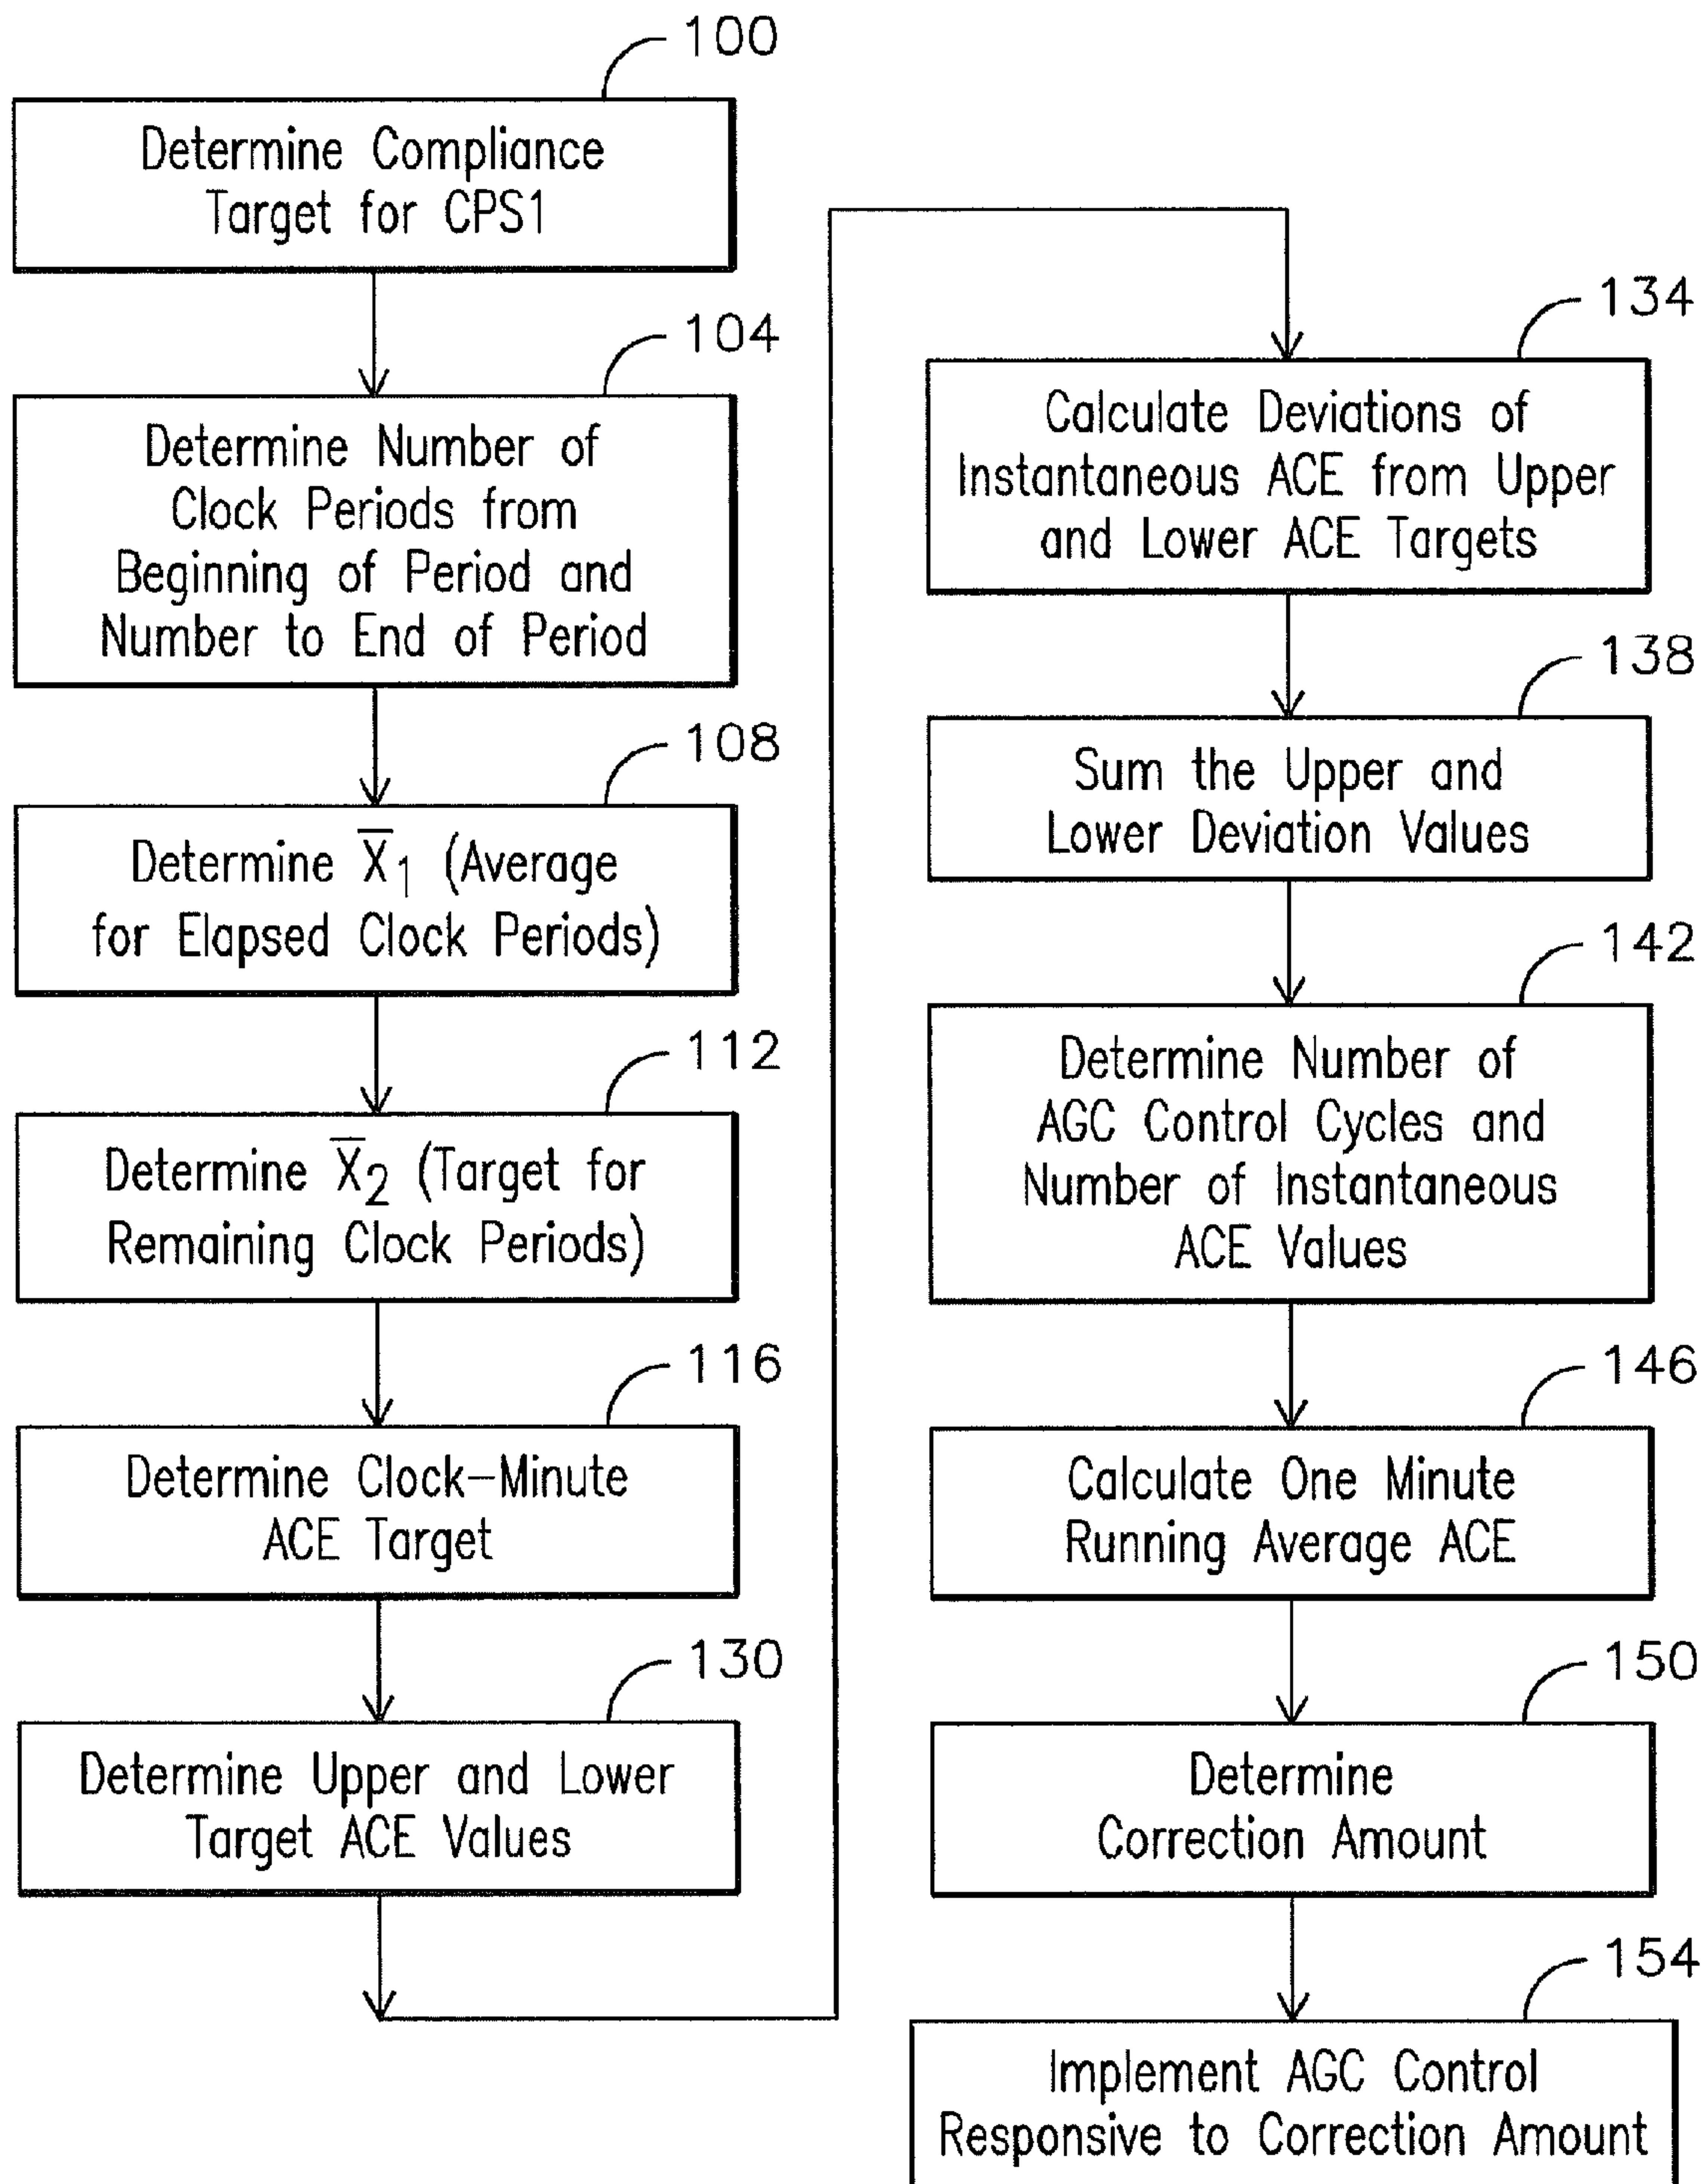 100
Determine Compliance
Target for CPS1
104
Determine Number of
Clock Periods from
Beginning of Period and
Number to End of Period
108
Determine X̅1 (Average
for Elapsed Clock Periods)
112
Determine X̅2 (Target for
Remaining Clock Periods)
116
Determine Clock-Minute
ACE Target
130
Determine Upper and Lower
Target ACE Values
134
Calculate Deviations of
Instantaneous ACE from Upper
and Lower ACE Targets
138
Sum the Upper and
Lower Deviation Values
142
Determine Number of
AGC Control Cycles and
Number of Instantaneous
ACE Values
146
Calculate One Minute
Running Average ACE
150
Determine
Correction Amount
154
Implement AGC Control
Responsive to Correction Amount